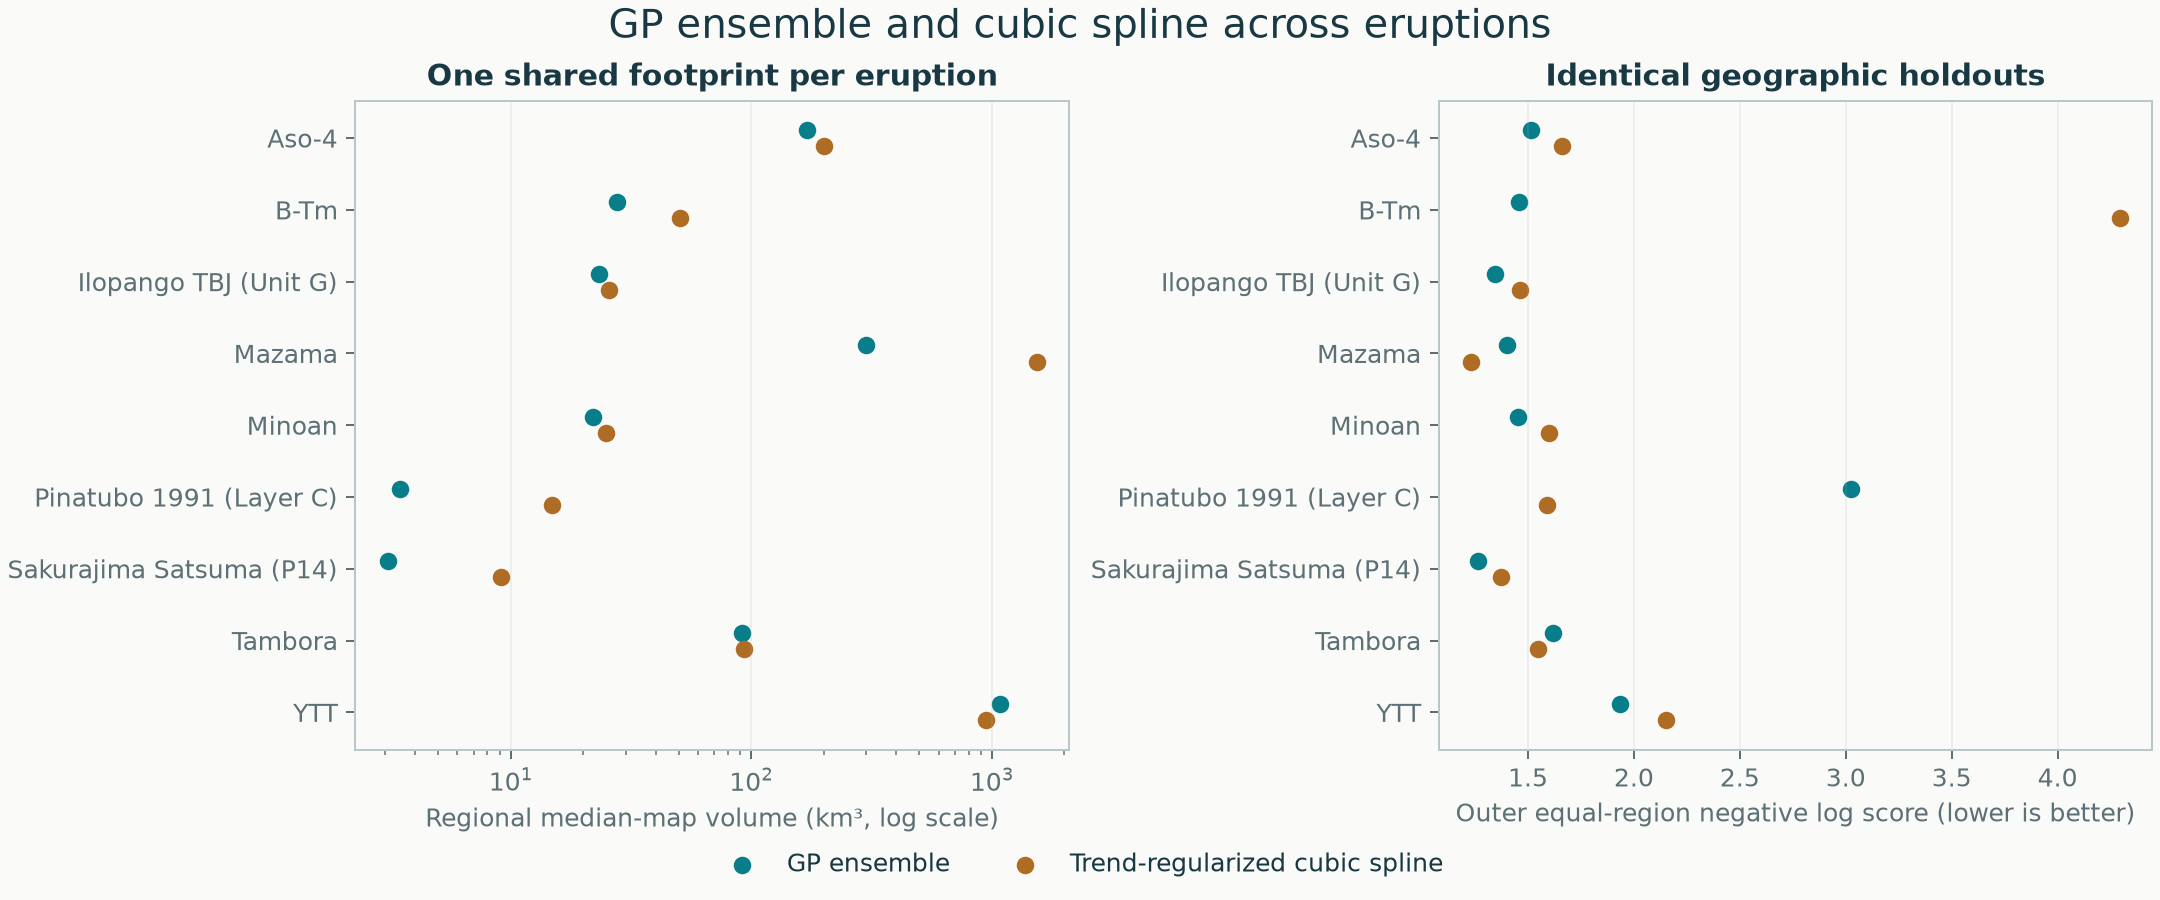 GP ensemble and cubic spline across eruptions
One shared footprint per eruption
Aso-4
B-Tm
Ilopango TBJ (Unit G)
Mazama
Minoan
Pinatubo 1991 (Layer C)
Sakurajima Satsuma (P14)
Tambora
YTT
10¹ 10² 10³
Regional median-map volume (km³, log scale)
Identical geographic holdouts
Aso-4
B-Tm
Ilopango TBJ (Unit G)
Mazama
Minoan
Pinatubo 1991 (Layer C)
Sakurajima Satsuma (P14)
Tambora
YTT
1.5 2.0 2.5 3.0 3.5 4.0
Outer equal-region negative log score (lower is better)
GP ensemble Trend-regularized cubic spline